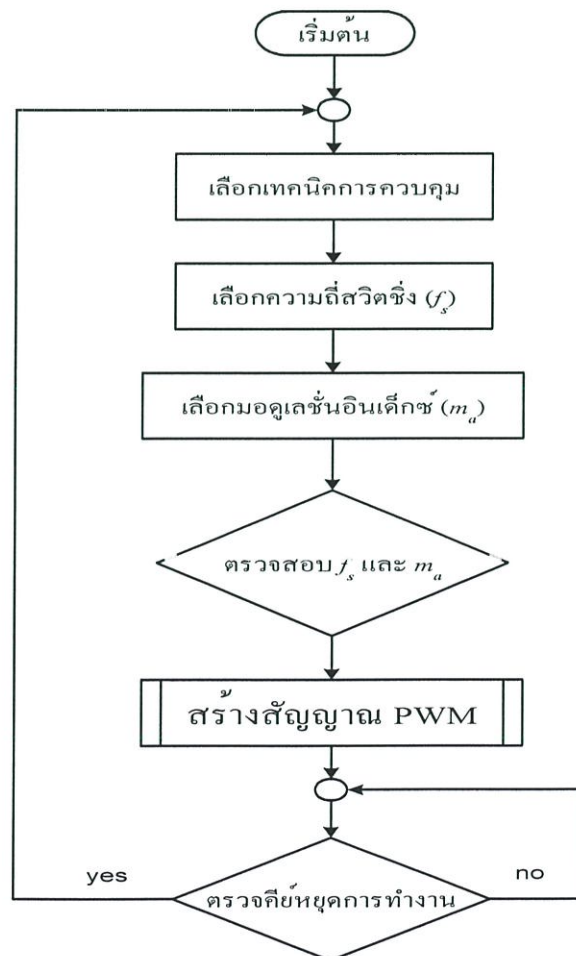 เริ่มต้น
เลือกเทคนิคการควบคุม
เลือกความถี่สวิตชิ่ง (f_s)
เลือกมอดูเลชั่นอินเด็กซ์ (m_a)
ตรวจสอบ f_s และ m_a
สร้างสัญญาณ PWM
yes
no
ตรวจคีย์หยุดการทำงาน